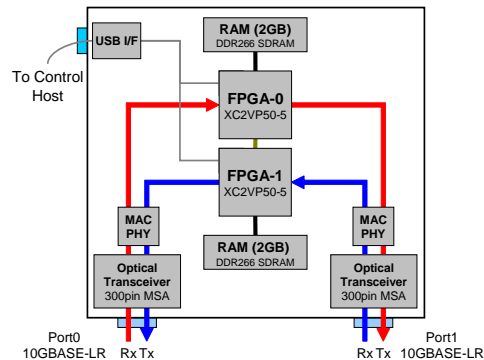 RAM (2GB)
DDR266 SDRAM
USB I/F
To Control
Host
FPGA-0
XC2VP50-5
FPGA-1
XC2VP50-5
MAC
PHY
MAC
PHY
RAM (2GB)
DDR266 SDRAM
Optical
Transceiver
300pin MSA
Optical
Transceiver
300pin MSA
Port0
10GBASE-LR
Rx Tx
Rx Tx
Port1
10GBASE-LR